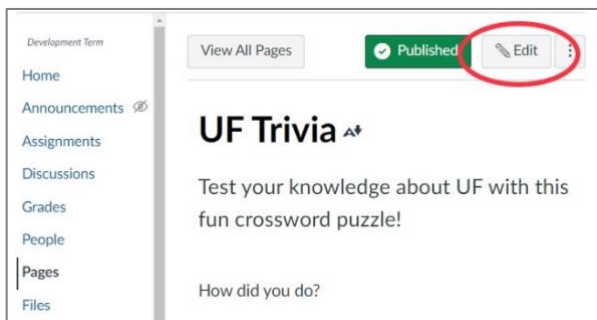 Development Term
Home
Announcements
Assignments
Discussions
Grades
People
Pages
Files
View All Pages
Published
Edit
UF Trivia
Test your knowledge about UF with this
fun crossword puzzle!
How did you do?